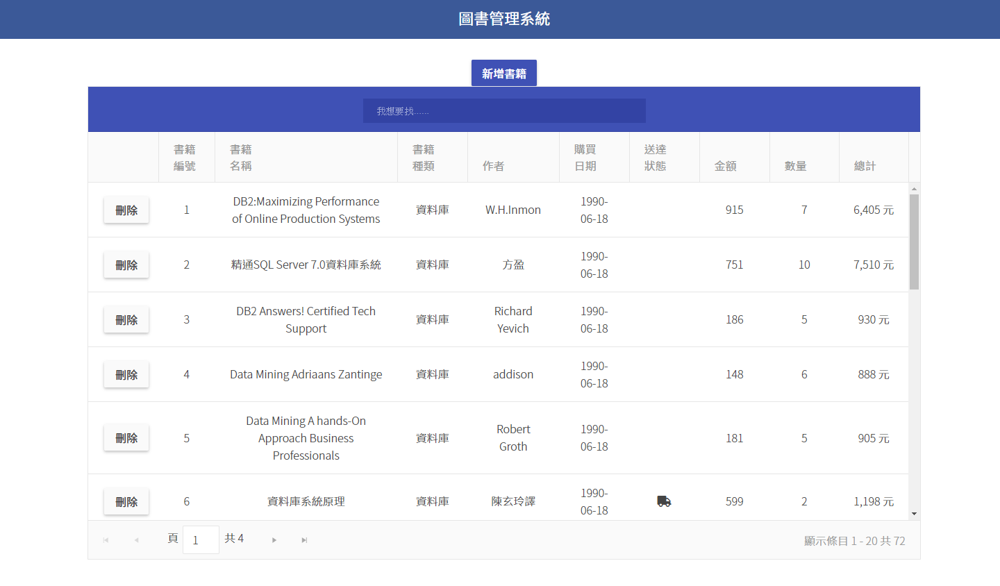 圖書管理系統
新增書籍
我想要找......
書籍
編號
書籍
名稱
書籍
種類
作者
購買
日期
送達
狀態
金額
數量
總計
刪除
1
DB2:Maximizing Performance
of Online Production Systems
資料庫
W.H.Inmon
1990-
06-18
915
7
6,405 元
刪除
2
精通SQL Server 7.0資料庫系統
資料庫
方盈
1990-
06-18
751
10
7,510 元
刪除
3
DB2 Answers! Certified Tech
Support
資料庫
Richard
Yevich
1990-
06-18
186
5
930 元
刪除
4
Data Mining Adriaans Zantinge
資料庫
addison
1990-
06-18
148
6
888 元
刪除
5
Data Mining A hands-On
Approach Business
Professionals
資料庫
Robert
Groth
1990-
06-18
181
5
905 元
刪除
6
資料庫系統原理
資料庫
陳玄玲譯
1990-
06-18
599
2
1,198 元
頁 1 共 4
顯示條目 1 - 20 共 72